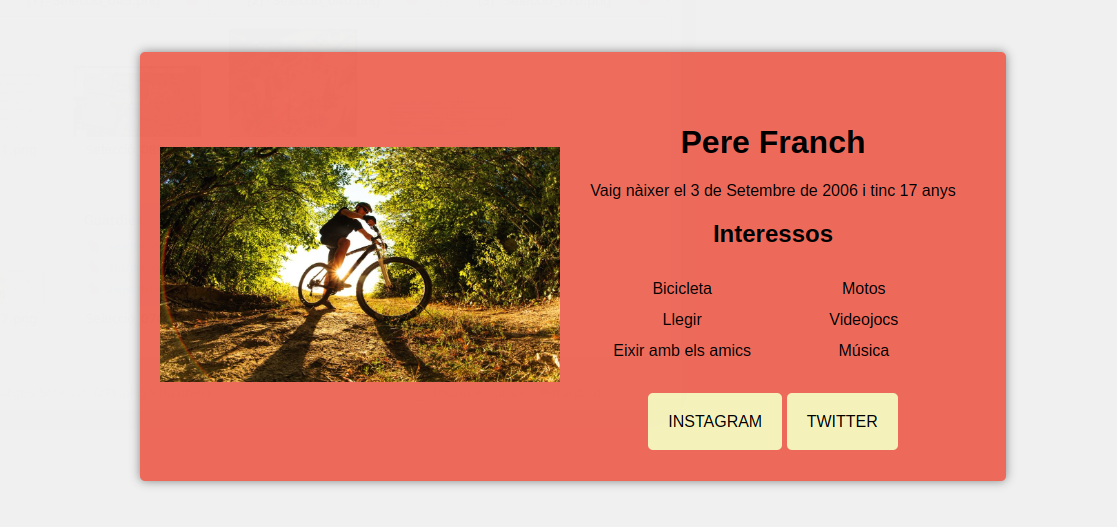 Pere Franch
Vaig nàixer el 3 de Setembre de 2006 i tinc 17 anys
Interessos
Bicicleta Motos
Llegir Videojocs
Eixir amb els amics Música
INSTAGRAM TWITTER